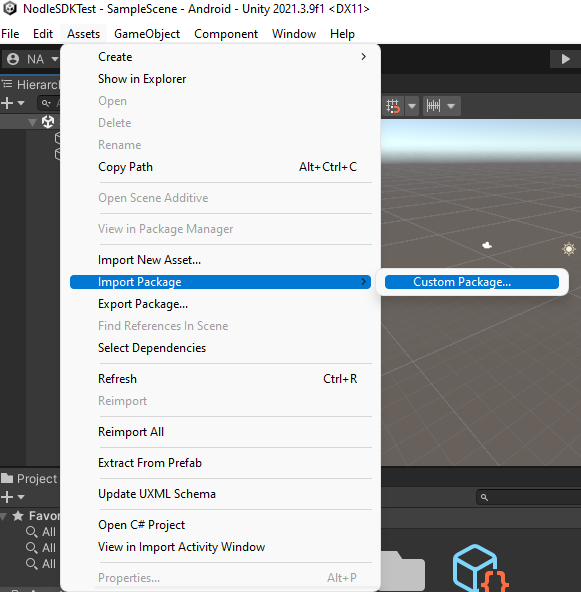 NodleSDKTest - SampleScene - Android - Unity 2021.3.9f1 <DX11>
File Edit Assets GameObject Component Window Help
NA
Hierarch
Create
Show in Explorer
Open
Delete
Rename
Copy Path Alt+Ctrl+C
Open Scene Additive
View in Package Manager
Import New Asset...
Import Package Custom Package...
Export Package...
Find References In Scene
Select Dependencies
Refresh Ctrl+R
Reimport
Reimport All
Extract From Prefab
Update UXML Schema
Open C# Project
View in Import Activity Window
Properties... Alt+P
Project
Favor
All
All
All